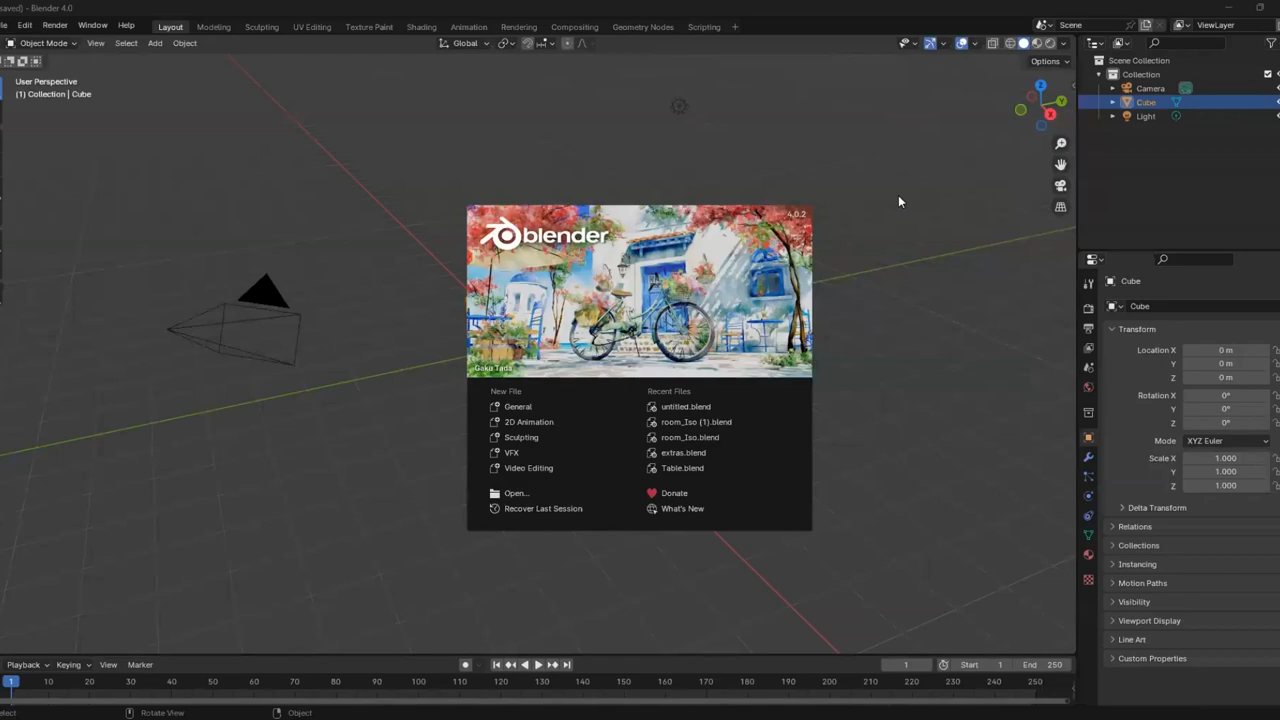 saved) - Blender 4.0
Edit Render Window Help Layout Modeling Sculpting UV Editing Texture Paint Shading Animation Rendering Compositing Geometry Nodes Scripting + Scene ViewLayer
Object Mode View Select Add Object Global
Options
User Perspective
(1) Collection | Cube
Scene Collection
Collection
Camera
Cube
Light
Z
Y
X
4.0.2
blender
Gaku Tada
New File
General
2D Animation
Sculpting
VFX
Video Editing
Open...
Recover Last Session
Recent Files
untitled.blend
room_Iso (1).blend
room_Iso.blend
extras.blend
Table.blend
Donate
What's New
Cube
Cube
Transform
Location X 0 m
Y 0 m
Z 0 m
Rotation X 0°
Y 0°
Z 0°
Mode XYZ Euler
Scale X 1.000
Y 1.000
Z 1.000
Delta Transform
Relations
Collections
Instancing
Motion Paths
Visibility
Viewport Display
Line Art
Custom Properties
Playback Keying View Marker 1 Start 1 End 250
1 10 20 30 40 50 60 70 80 90 100 110 120 130 140 150 160 170 180 190 200 210 220 230 240 250
elect Rotate View Object